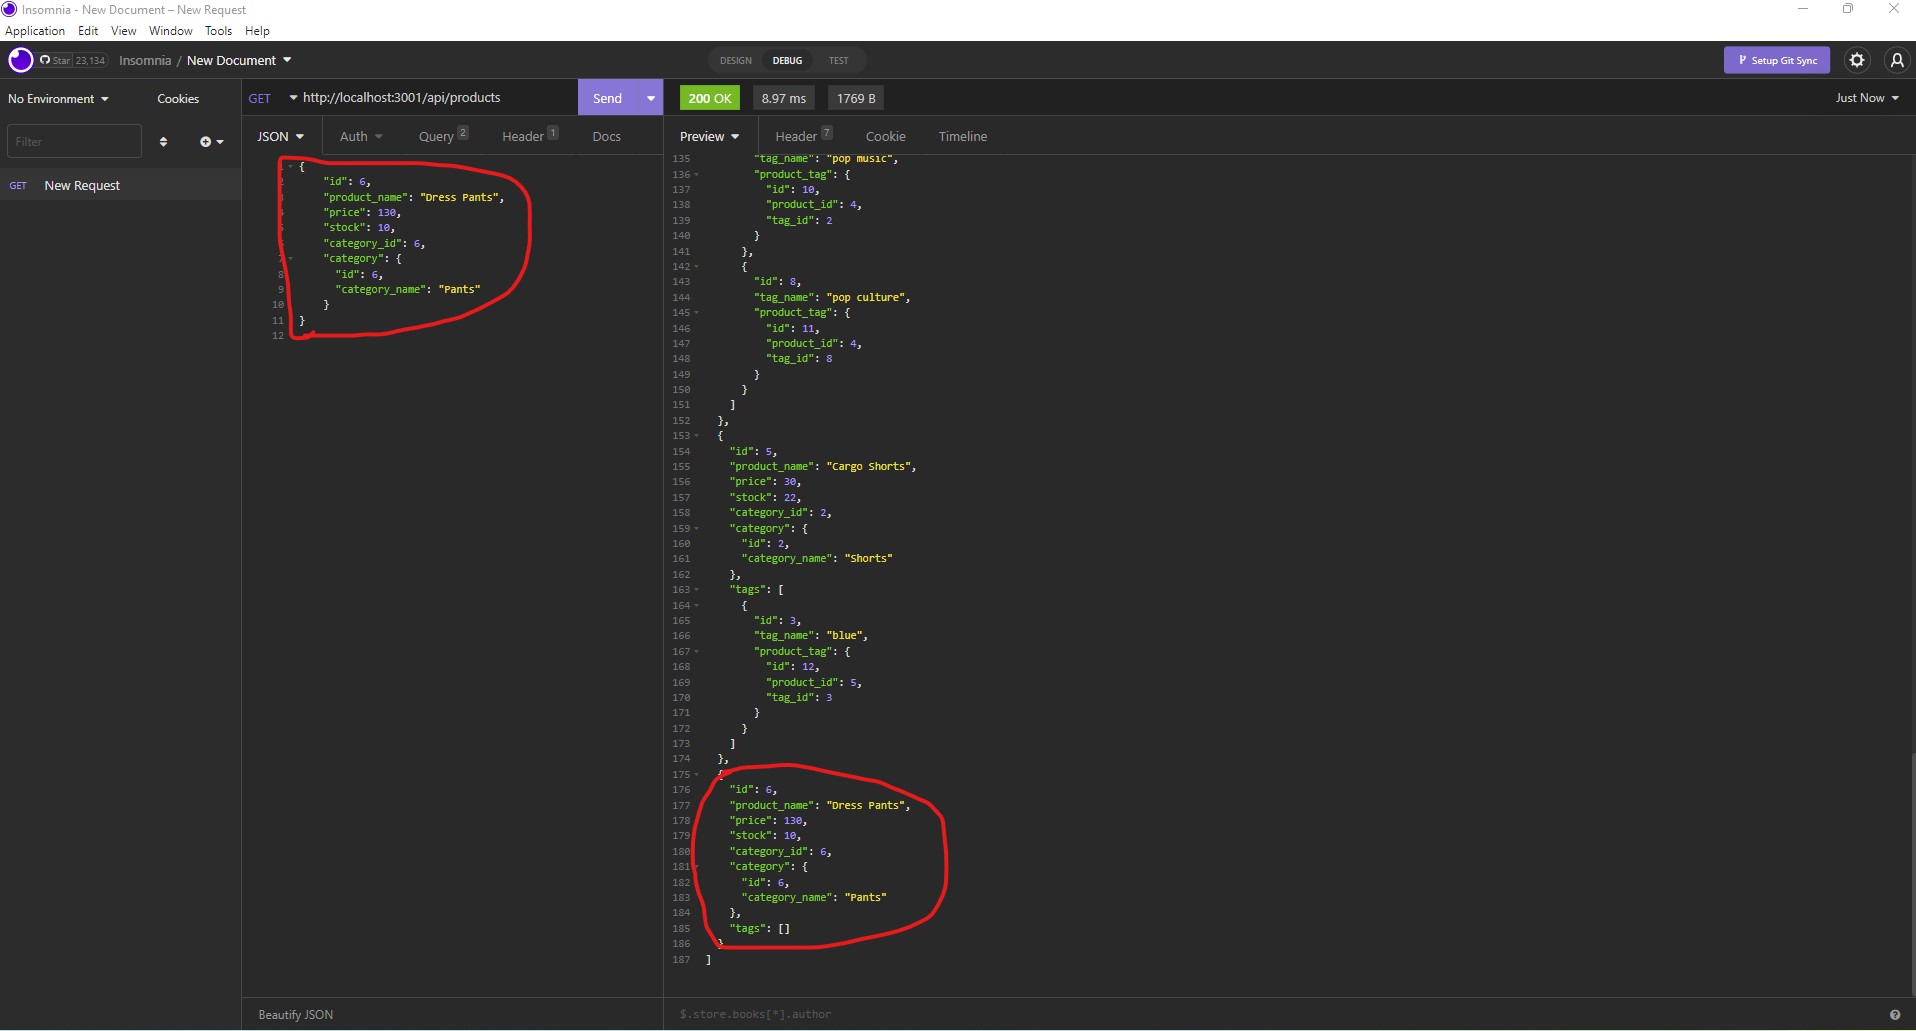 Insomnia - New Document – New Request
Application Edit View Window Tools Help
Star 23,134 Insomnia / New Document DESIGN DEBUG TEST Setup Git Sync
No Environment Cookies GET http://localhost:3001/api/products Send 200 OK 8.97 ms 1769 B Just Now
Filter
GET New Request
JSON Auth Query 2 Header 1 Docs
{
"id": 6,
"product_name": "Dress Pants",
"price": 130,
"stock": 10,
"category_id": 6,
7 "category": {
8 "id": 6,
9 "category_name": "Pants"
10 }
11 }
12
Beautify JSON
Preview Header 7 Cookie Timeline
135 "tag_name": "pop music",
136 "product_tag": {
137 "id": 10,
138 "product_id": 4,
139 "tag_id": 2
140 }
141 },
142 {
143 "id": 8,
144 "tag_name": "pop culture",
145 "product_tag": {
146 "id": 11,
147 "product_id": 4,
148 "tag_id": 8
149 }
150 }
151 ]
152 },
153 {
154 "id": 5,
155 "product_name": "Cargo Shorts",
156 "price": 30,
157 "stock": 22,
158 "category_id": 2,
159 "category": {
160 "id": 2,
161 "category_name": "Shorts"
162 },
163 "tags": [
164 {
165 "id": 3,
166 "tag_name": "blue",
167 "product_tag": {
168 "id": 12,
169 "product_id": 5,
170 "tag_id": 3
171 }
172 }
173 ]
174 },
175 {
176 "id": 6,
177 "product_name": "Dress Pants",
178 "price": 130,
179 "stock": 10,
180 "category_id": 6,
181 "category": {
182 "id": 6,
183 "category_name": "Pants"
184 },
185 "tags": []
186 }
187 ]
$.store.books[*].author